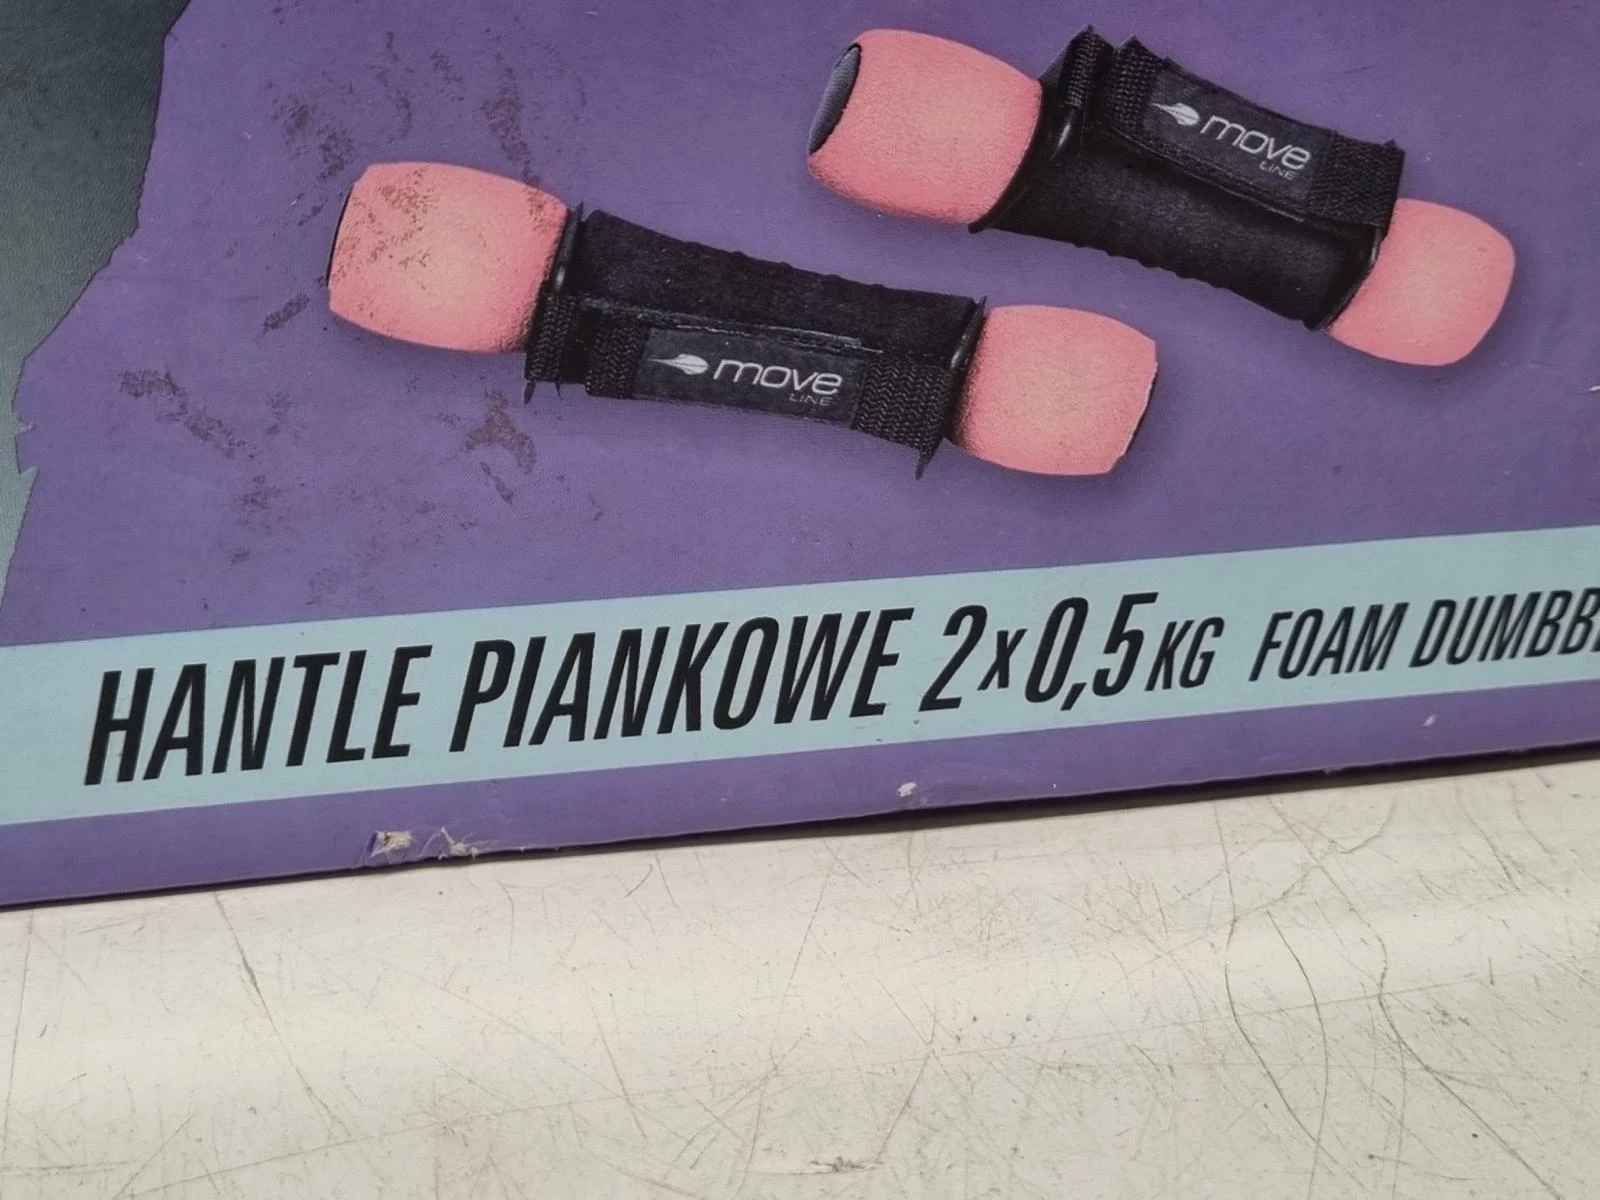 move
LINE
move
LINE
HANTLE PIANKOWE 2x0,5KG FOAM